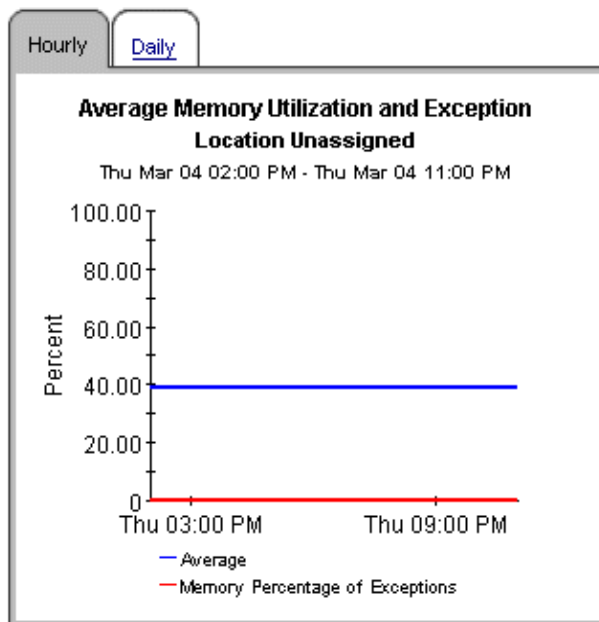 Hourly
Daily
Average Memory Utilization and Exception
Location Unassigned
Thu Mar 04 02:00 PM - Thu Mar 04 11:00 PM
100.00
80.00
60.00
40.00
20.00
0
Percent
Thu 03:00 PM
Thu 09:00 PM
Average
Memory Percentage of Exceptions